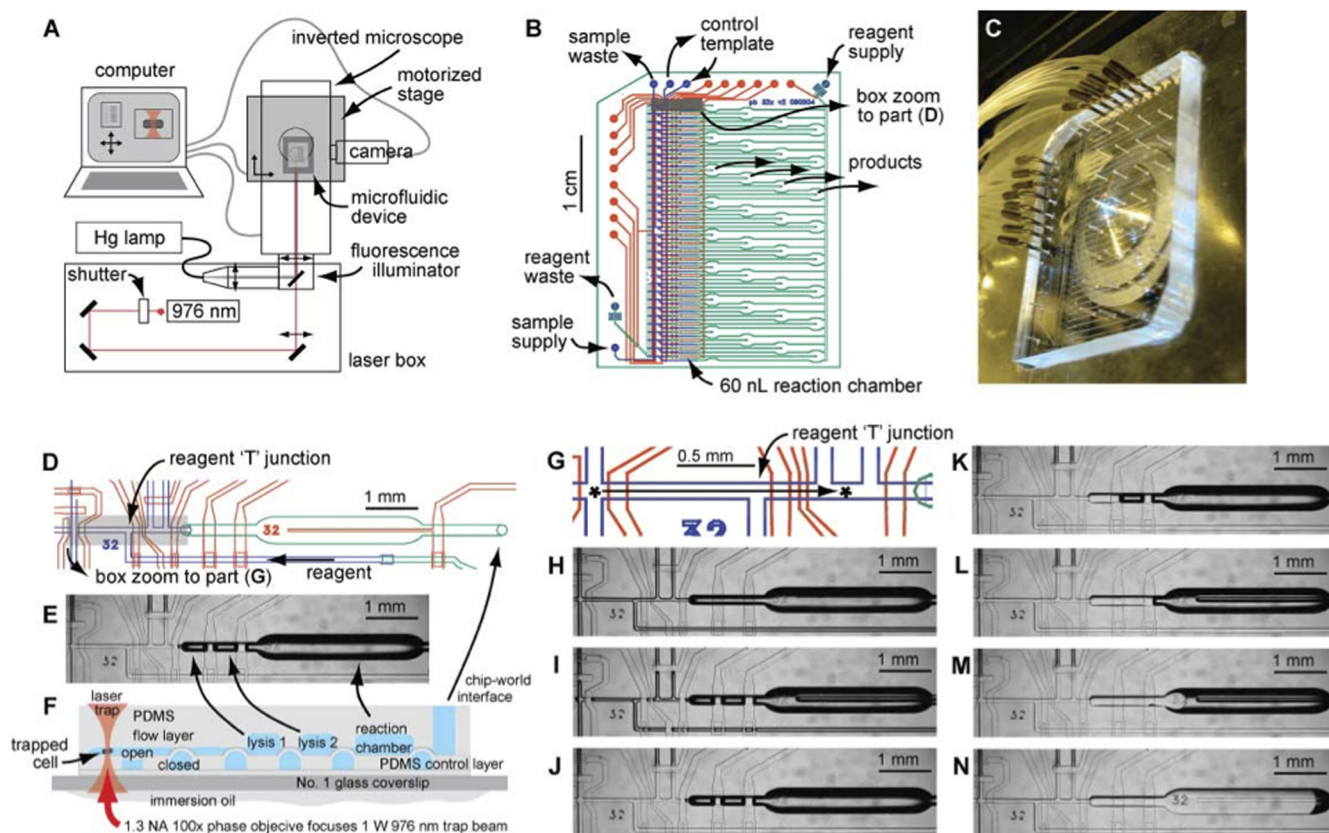 A
inverted microscope
computer
motorized
stage
camera
microfluidic
device
Hg lamp
fluorescence
illuminator
shutter
976 nm
laser box
B
sample
waste
control
template
reagent
supply
pb 32x v2 090804
box zoom
to part (D)
products
1 cm
reagent
waste
sample
supply
60 nL reaction chamber
C
D
reagent 'T' junction
1 mm
32
32
box zoom to part (G)
reagent
E
1 mm
32
chip-world
interface
F
laser
trap
PDMS
flow layer
open
lysis 1
lysis 2
reaction
chamber
trapped
cell
closed
PDMS control layer
No. 1 glass coverslip
immersion oil
1.3 NA 100x phase objecive focuses 1 W 976 nm trap beam
G
reagent 'T' junction
0.5 mm
32
H
1 mm
32
I
1 mm
32
J
1 mm
32
K
1 mm
32
L
1 mm
32
M
1 mm
32
N
1 mm
32
32